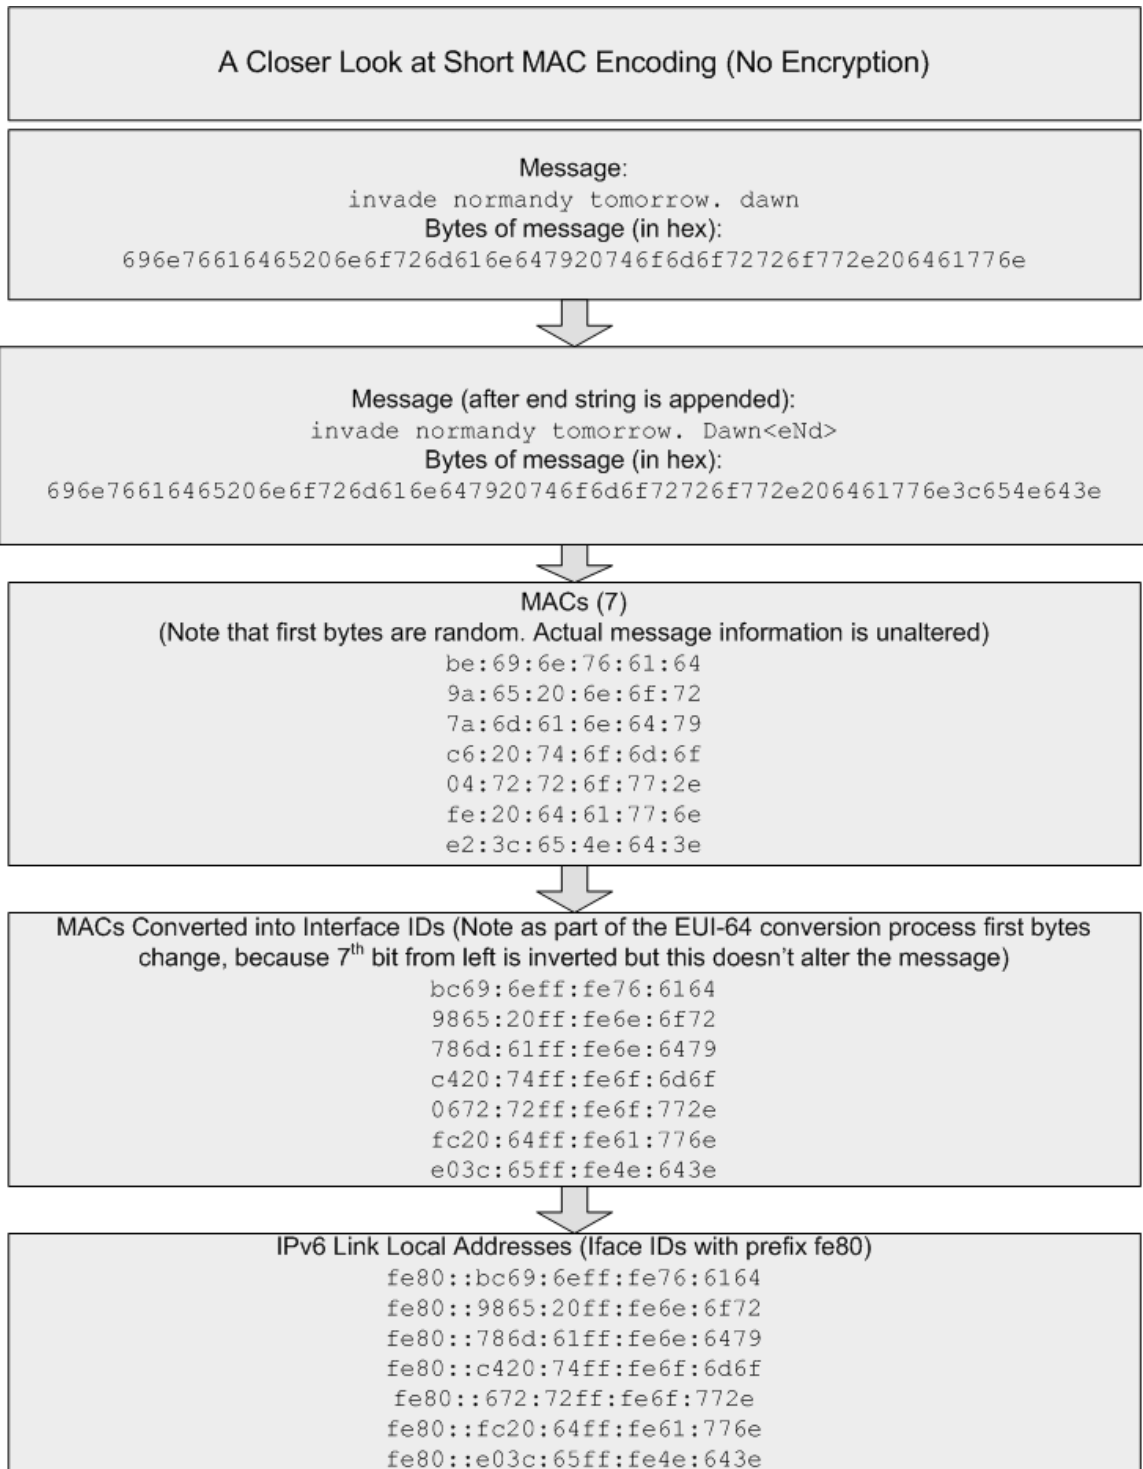 A Closer Look at Short MAC Encoding (No Encryption)
Message:
invade normandy tomorrow. dawn
Bytes of message (in hex):
696e76616465206e6f726d616e647920746f6d6f72726f772e206461776e
Message (after end string is appended):
invade normandy tomorrow. Dawn<eNd>
Bytes of message (in hex):
696e76616465206e6f726d616e647920746f6d6f72726f772e206461776e3c654e643e
MACs (7)
(Note that first bytes are random. Actual message information is unaltered)
be:69:6e:76:61:64
9a:65:20:6e:6f:72
7a:6d:61:6e:64:79
c6:20:74:6f:6d:6f
04:72:72:6f:77:2e
fe:20:64:61:77:6e
e2:3c:65:4e:64:3e
MACs Converted into Interface IDs (Note as part of the EUI-64 conversion process first bytes
change, because 7th bit from left is inverted but this doesn't alter the message)
bc69:6eff:fe76:6164
9865:20ff:fe6e:6f72
786d:61ff:fe6e:6479
c420:74ff:fe6f:6d6f
0672:72ff:fe6f:772e
fc20:64ff:fe61:776e
e03c:65ff:fe4e:643e
IPv6 Link Local Addresses (Iface IDs with prefix fe80)
fe80::bc69:6eff:fe76:6164
fe80::9865:20ff:fe6e:6f72
fe80::786d:61ff:fe6e:6479
fe80::c420:74ff:fe6f:6d6f
fe80::672:72ff:fe6f:772e
fe80::fc20:64ff:fe61:776e
fe80::e03c:65ff:fe4e:643e